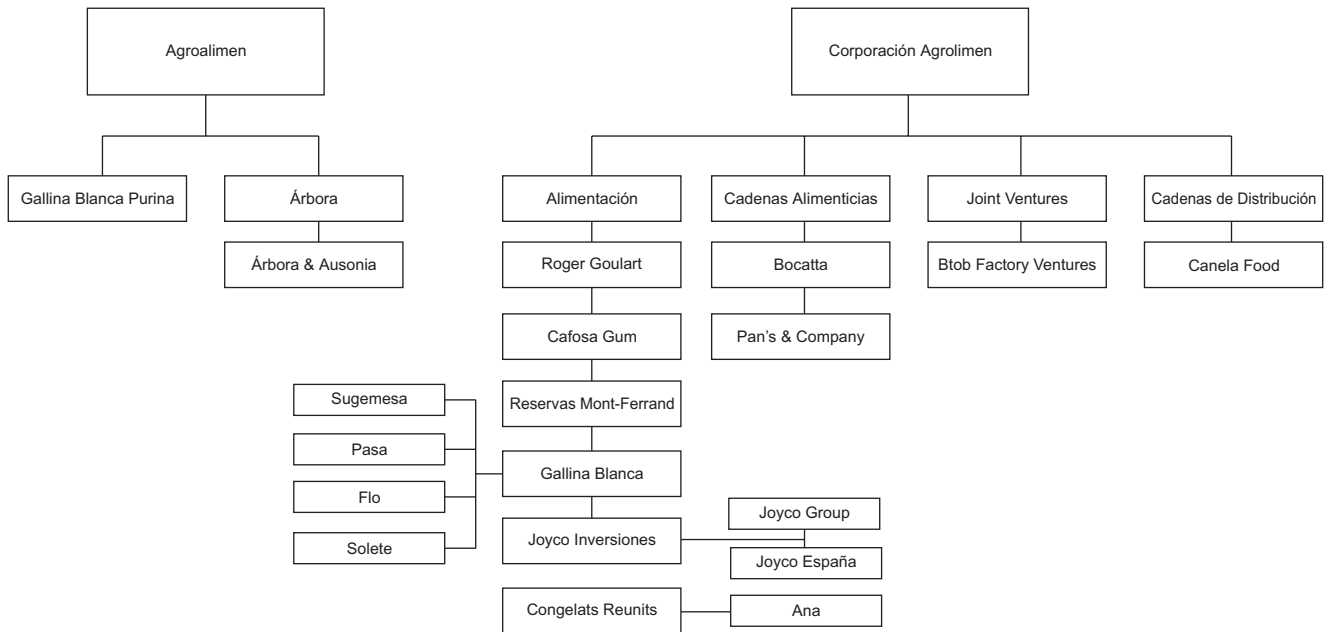 Agroalimen
Corporación Agrolimen
Gallina Blanca Purina
Árbora
Alimentación
Cadenas Alimenticias
Joint Ventures
Cadenas de Distribución
Árbora & Ausonia
Roger Goulart
Bocatta
Btob Factory Ventures
Canela Food
Cafosa Gum
Pan's & Company
Sugemesa
Reservas Mont-Ferrand
Pasa
Gallina Blanca
Flo
Joyco Group
Solete
Joyco Inversiones
Joyco España
Congelats Reunits
Ana